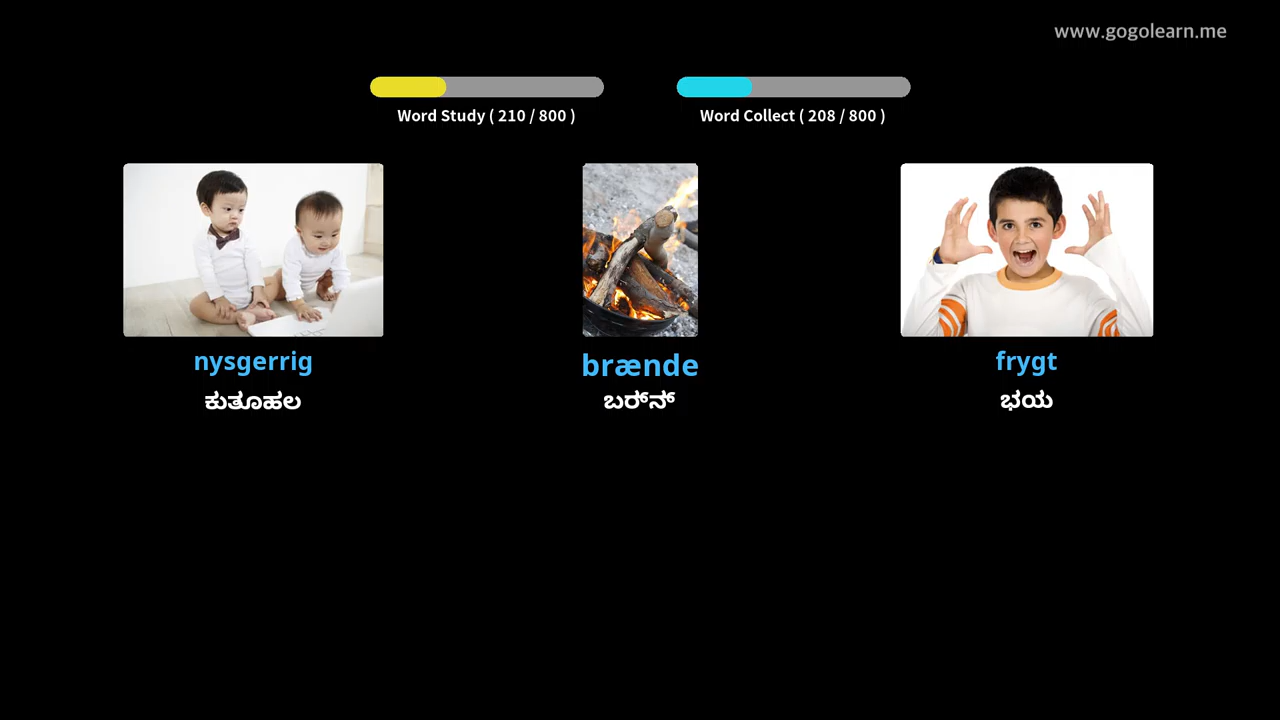 www.gogolearn.me
Word Study ( 210 / 800 )
Word Collect ( 208 / 800 )
nysgerrig
brænde
frygt
ಕುತೂಹಲ
ಬರ್ನ್
ಭಯ